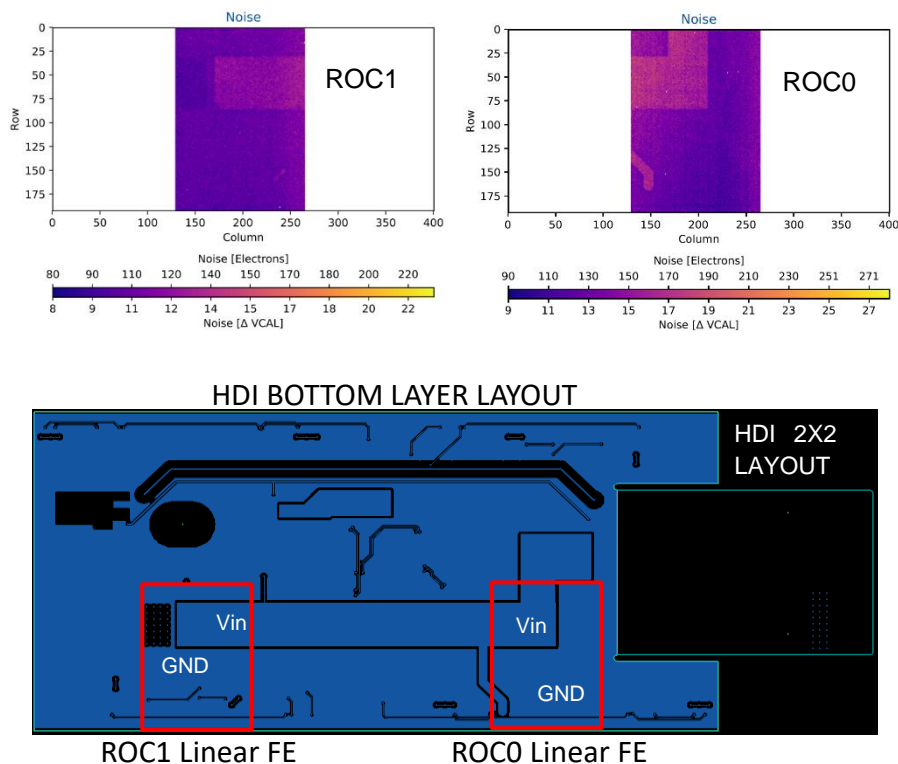 Noise
ROC1
Row
0
25
50
75
100
125
150
175
0 50 100 150 200 250 300 350 400
Column
Noise [Electrons]
80 90 110 120 140 150 170 180 200 220
8 9 11 12 14 15 17 18 20 22
Noise [Δ VCAL]
Noise
ROC0
Row
0
25
50
75
100
125
150
175
0 50 100 150 200 250 300 350 400
Column
Noise [Electrons]
90 110 130 150 170 190 210 230 251 271
9 11 13 15 17 19 21 23 25 27
Noise [Δ VCAL]
HDI BOTTOM LAYER LAYOUT
HDI 2X2
LAYOUT
Vin
GND
Vin
GND
ROC1 Linear FE
ROC0 Linear FE